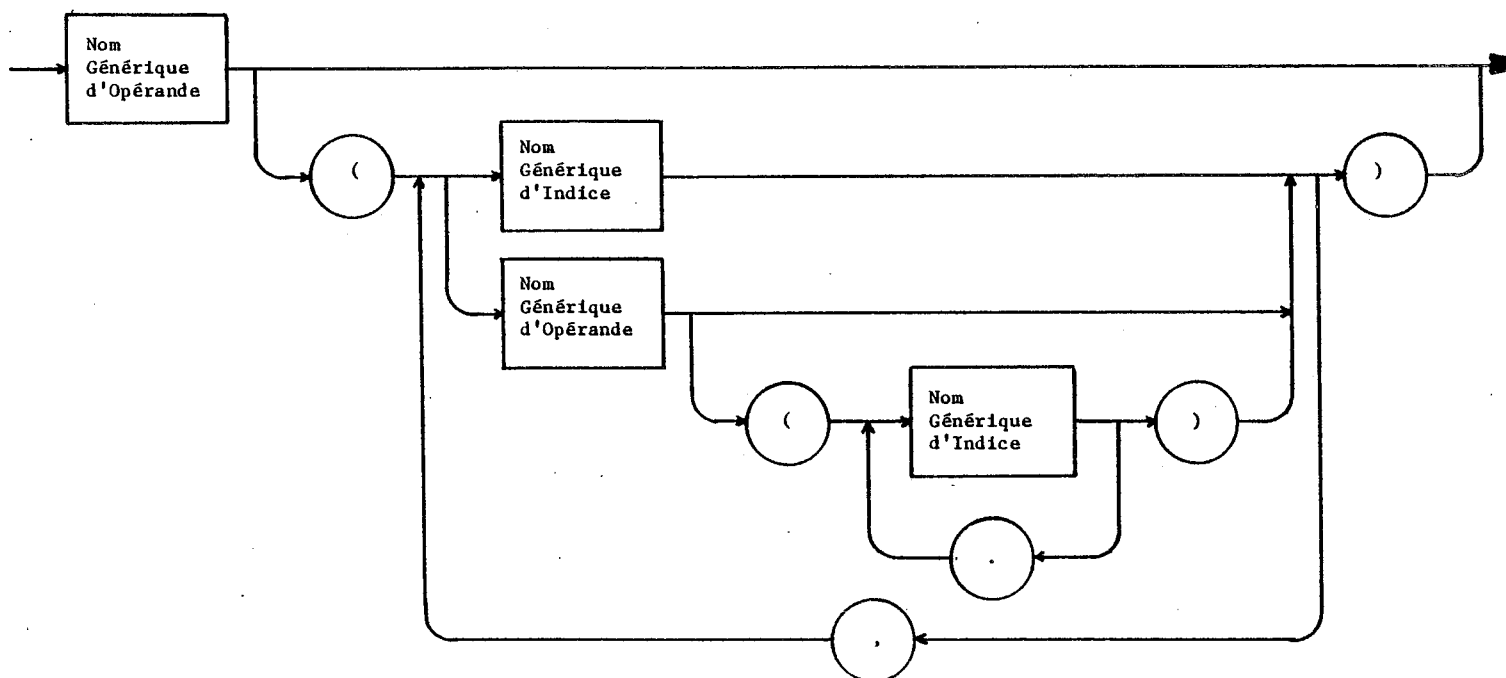 Nom
Générique
d'Opérande
(
Nom
Générique
d'Indice
)
Nom
Générique
d'Opérande
(
Nom
Générique
d'Indice
)
.
,